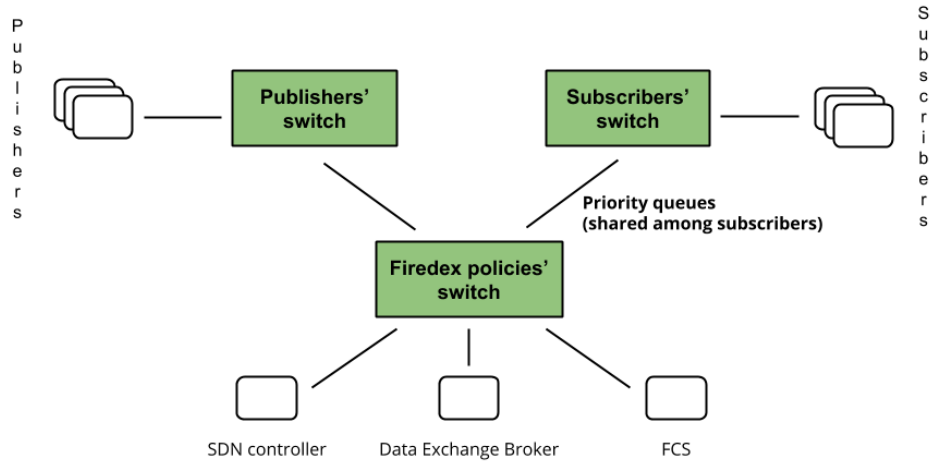 Publishers
Subscribers
Publishers’
switch
Subscribers’
switch
Priority queues
(shared among subscribers)
Firedex policies’
switch
SDN controller
Data Exchange Broker
FCS